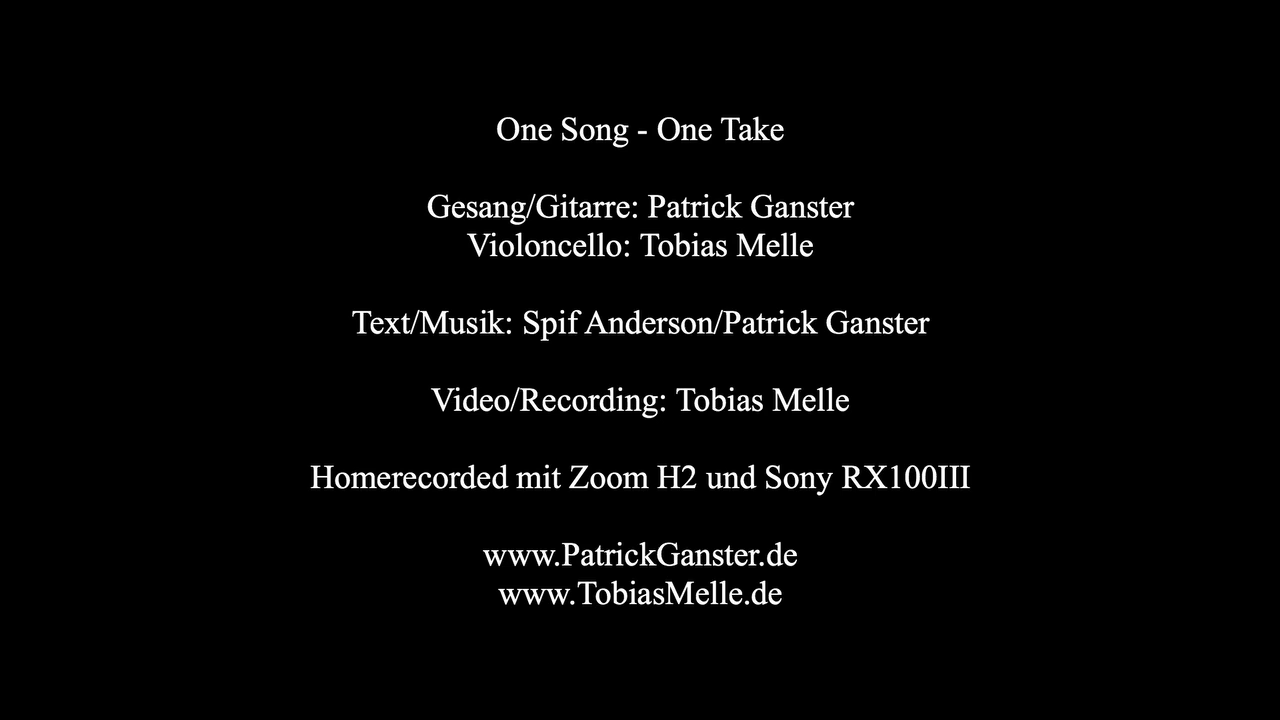 One Song - One Take
Gesang/Gitarre: Patrick Ganster
Violoncello: Tobias Melle
Text/Musik: Spif Anderson/Patrick Ganster
Video/Recording: Tobias Melle
Homerecorded mit Zoom H2 und Sony RX100III
www.PatrickGanster.de
www.TobiasMelle.de